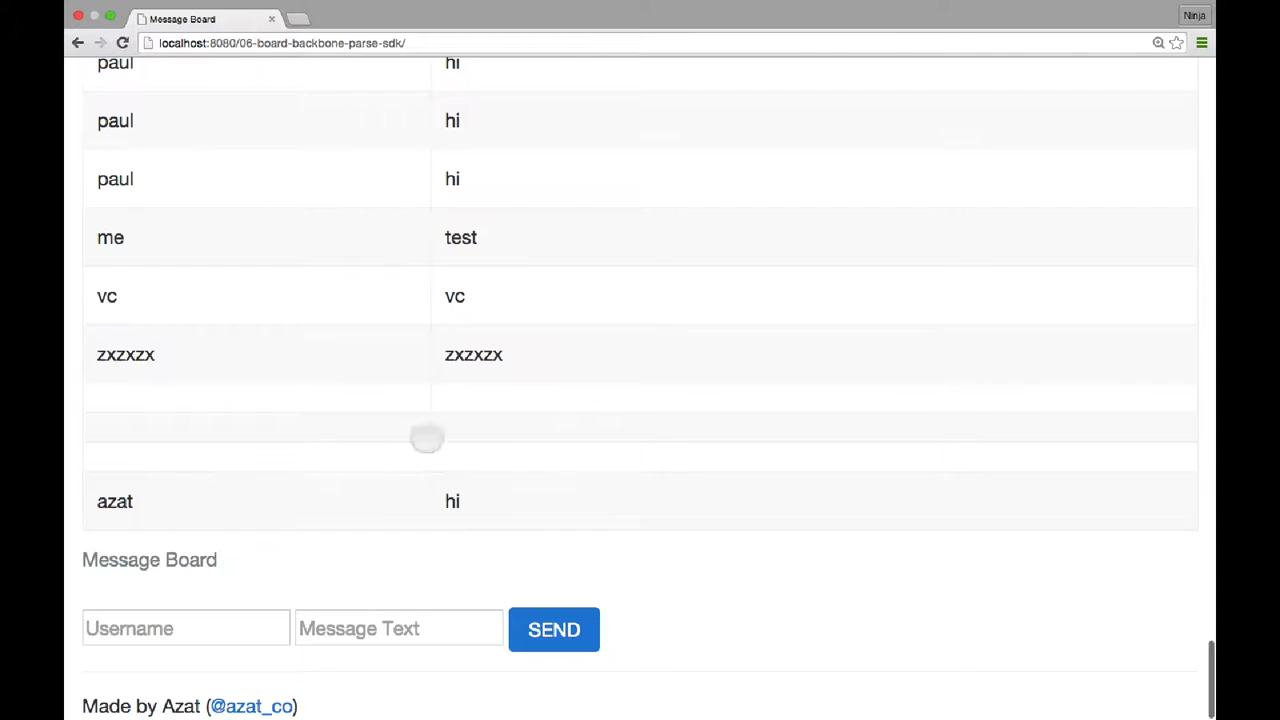 Message Board
Ninja
localhost:8080/06-board-backbone-parse-sdk/
paul hi
paul hi
paul hi
me test
vc vc
zxzxzx zxzxzx
azat hi
Message Board
Username Message Text SEND
Made by Azat (@azat_co)